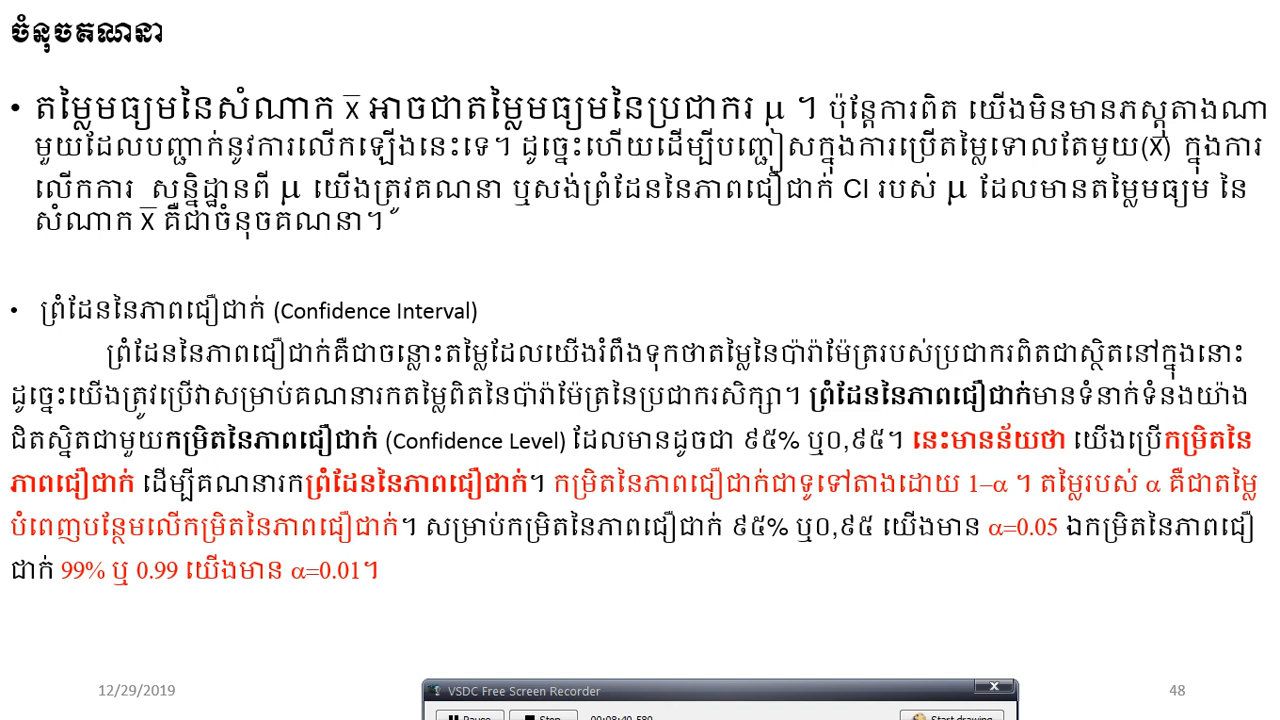 ចំនុចគណនា
• តម្លៃមធ្យមនៃសំណាក x̅ អាចជាតម្លៃមធ្យមនៃប្រជាករ µ ។ ប៉ុន្តែការពិត យើងមិនមានភស្តុតាងណា
មួយដែលបញ្ជាក់នូវការលើកឡើងនេះទេ។ ដូច្នេះហើយដើម្បីបញ្ជៀសក្នុងការប្រើតម្លៃទោលតែមួយ(x̅) ក្នុងការ
លើកការ សន្និដ្ឋានពី µ យើងត្រូវគណនា ឬសង់ព្រំដែននៃភាពជឿជាក់ CI របស់ µ ដែលមានតម្លៃមធ្យម នៃ
សំណាក x̅ គឺជាចំនុចគណនា។
• ព្រំដែននៃភាពជឿជាក់ (Confidence Interval)
ព្រំដែននៃភាពជឿជាក់គឺជាចន្លោះតម្លៃដែលយើងរំពឹងទុកថាតម្លៃនៃប៉ារ៉ាម៉ែត្ររបស់ប្រជាករពិតជាស្ថិតនៅក្នុងនោះ
ដូច្នេះយើងត្រូវប្រើវាសម្រាប់គណនារកតម្លៃពិតនៃប៉ារ៉ាម៉ែត្រនៃប្រជាករសិក្សា។ ព្រំដែននៃភាពជឿជាក់មានទំនាក់ទំនងយ៉ាង
ជិតស្និតជាមួយកម្រិតនៃភាពជឿជាក់ (Confidence Level) ដែលមានដូចជា ៩៥% ឬ០,៩៥។ នេះមានន័យថា យើងប្រើកម្រិតនៃ
ភាពជឿជាក់ ដើម្បីគណនារកព្រំដែននៃភាពជឿជាក់។ កម្រិតនៃភាពជឿជាក់ជាទូទៅតាងដោយ 1–α ។ តម្លៃរបស់ α គឺជាតម្លៃ
បំពេញបន្ថែមលើកម្រិតនៃភាពជឿជាក់។ សម្រាប់កម្រិតនៃភាពជឿជាក់ ៩៥% ឬ០,៩៥ យើងមាន α=0.05 ឯកម្រិតនៃភាពជឿ
ជាក់ 99% ឬ 0.99 យើងមាន α=0.01។
12/29/2019
48
VSDC Free Screen Recorder
Pause Stop 00:08:40.580 Start drawing